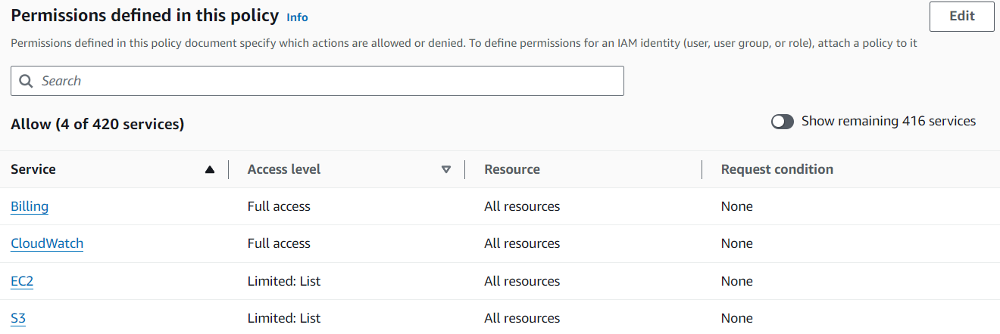 Permissions defined in this policy Info
Edit
Permissions defined in this policy document specify which actions are allowed or denied. To define permissions for an IAM identity (user, user group, or role), attach a policy to it
Search
Allow (4 of 420 services)
Show remaining 416 services
Service Access level Resource Request condition
Billing Full access All resources None
CloudWatch Full access All resources None
EC2 Limited: List All resources None
S3 Limited: List All resources None